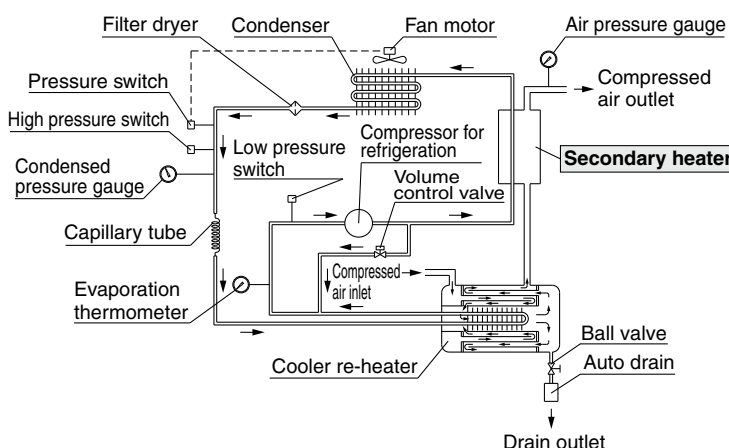 Filter dryer
Condenser
Fan motor
Air pressure gauge
Compressed
air outlet
Pressure switch
High pressure switch
Condensed
pressure gauge
Low pressure
switch
Compressor for
refrigeration
Volume
control valve
Secondary heater
Capillary tube
Compressed
air inlet
Evaporation
thermometer
Cooler re-heater
Ball valve
Auto drain
Drain outlet